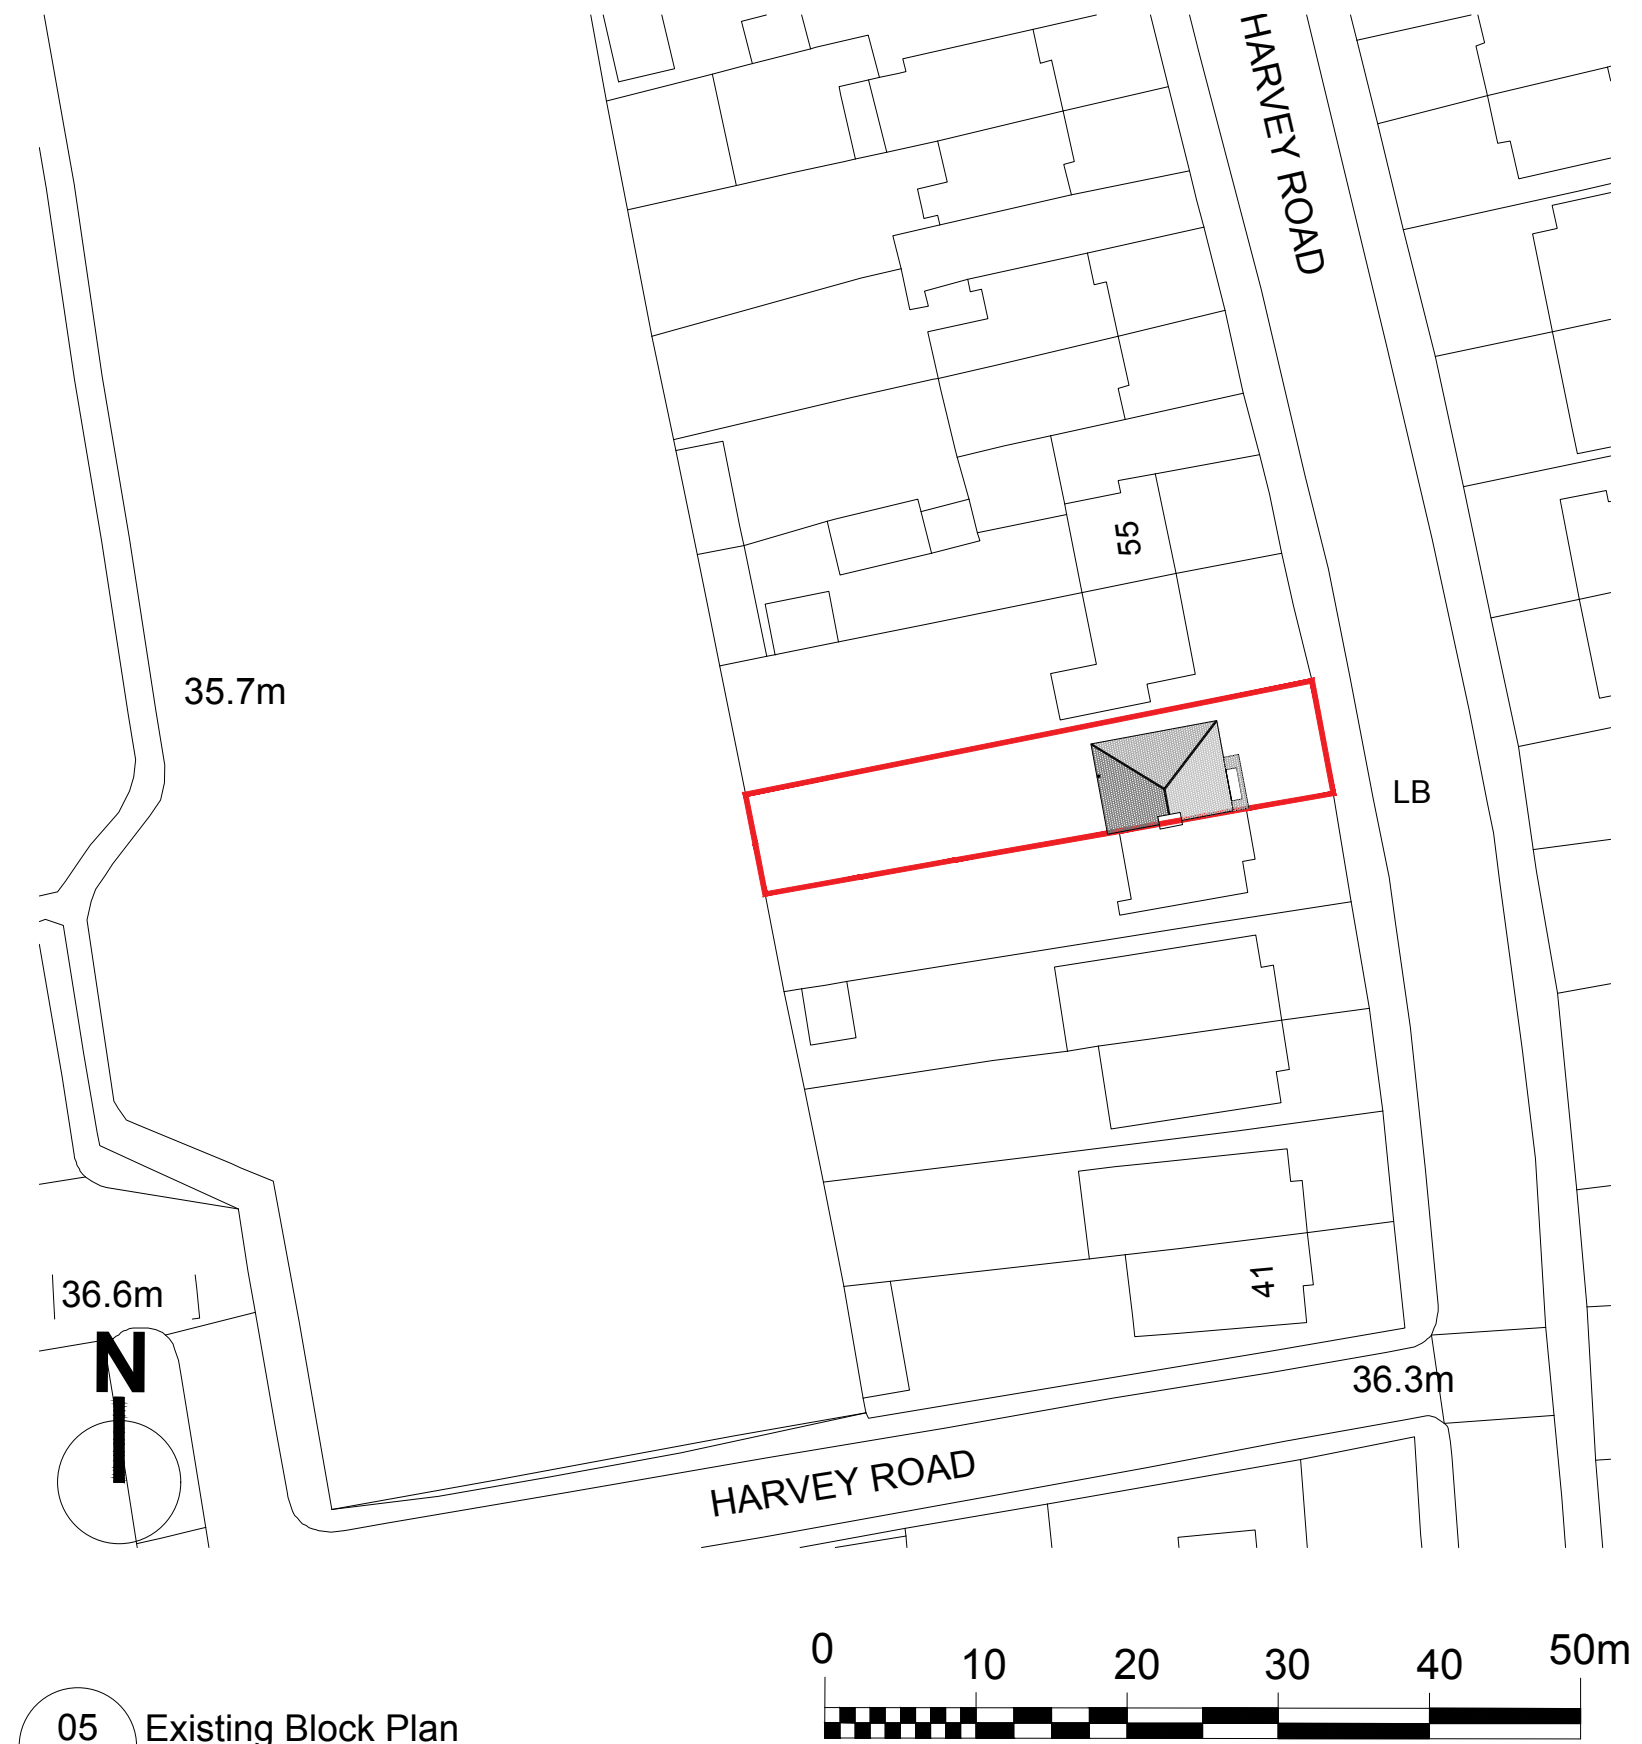 HARVEY ROAD
55
35.7m
LB
36.6m
41
N
36.3m
HARVEY ROAD
0 10 20 30 40 50m
05 Existing Block Plan